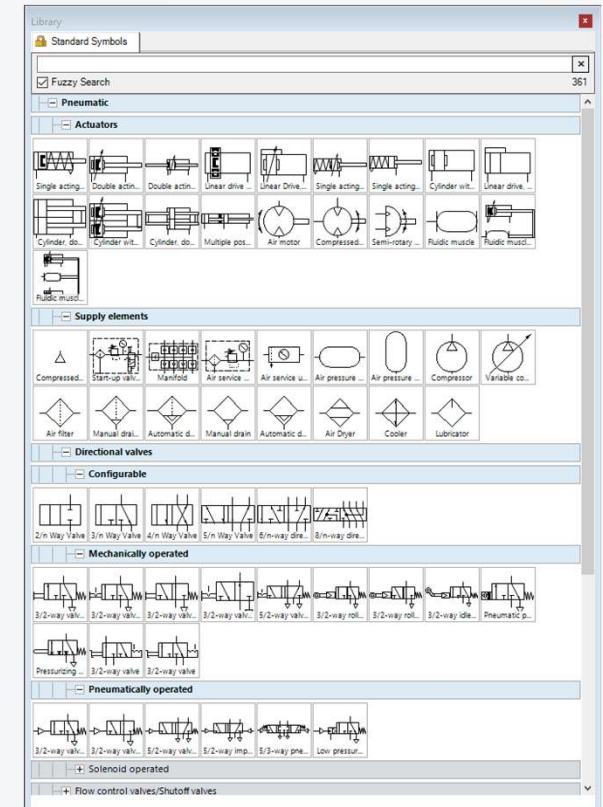 Library
Standard Symbols
Fuzzy Search 361
Pneumatic
Actuators
Single acting... Double actin... Double actin... Linear drive ... Linear Drive,... Single acting... Single acting... Cylinder wit... Linear drive, ...
Cylinder, do... Cylinder wit... Cylinder, do... Multiple pos... Air motor Compressed... Semi-rotary ... Fluidic muscle Fluidic muscl...
Fluidic muscl...
Supply elements
Compressed... Start-up valv... Manifold Air service ... Air service u... Air pressure ... Air pressure ... Compressor Variable co...
Air filter Manual drai... Automatic d... Manual drain Automatic d... Air Dryer Cooler Lubricator
Directional valves
Configurable
2/n Way Valve 3/n Way Valve 4/n Way Valve 5/n Way Valve 6/n-way dire... 8/n-way dire...
Mechanically operated
3/2-way valv... 3/2-way valv... 3/2-way valv... 3/2-way valv... 5/2-way valv... 3/2-way roll... 5/2-way roll... 3/2-way idle... Pneumatic p...
Pressurizing ... 3/2-way valve 3/2-way valve
Pneumatically operated
3/2-way valv... 3/2-way valv... 5/2-way valv... 5/2-way imp... 5/3-way pne... Low pressur...
Solenoid operated
Flow control valves/Shutoff valves